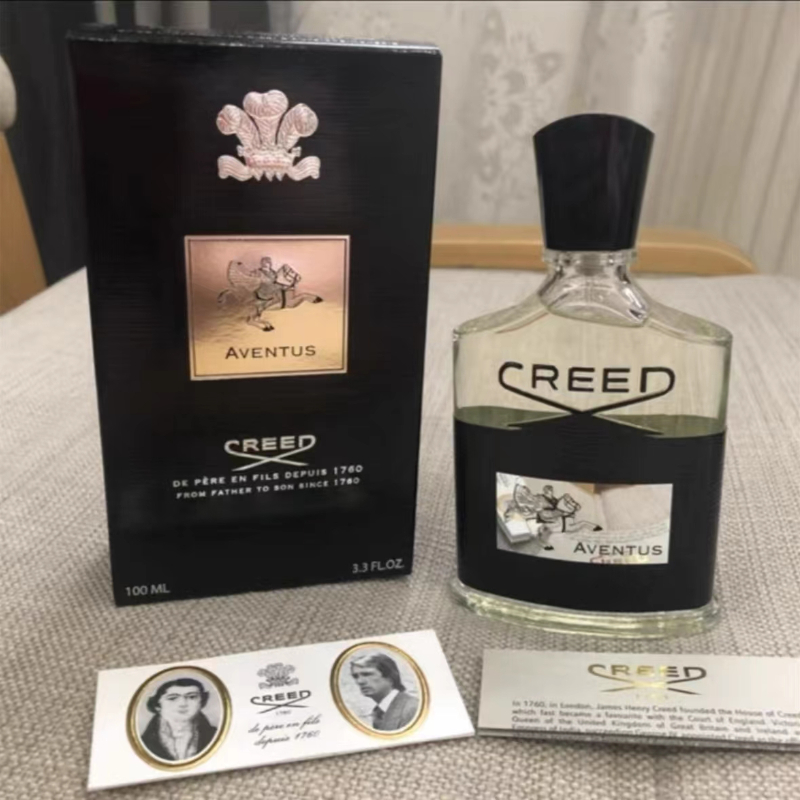 AVENTUS
CREED
DE PÈRE EN FILS DEPUIS 1760
FROM FATHER TO SON SINCE 1760
100 ML
3.3 FL.OZ.
CREED
AVENTUS
CREED
1760
de père en fils
depuis 1760
CREED
1760
In 1760, in London, James Henry Creed founded the House of Creed
which fast became a favourite with the Court of England. Victoria
Queen of the United Kingdom of Great Britain and Ireland,